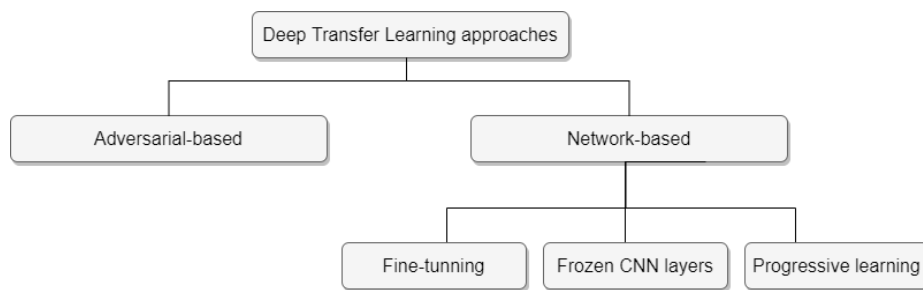 Deep Transfer Learning approaches
Adversarial-based
Network-based
Fine-tunning
Frozen CNN layers
Progressive learning